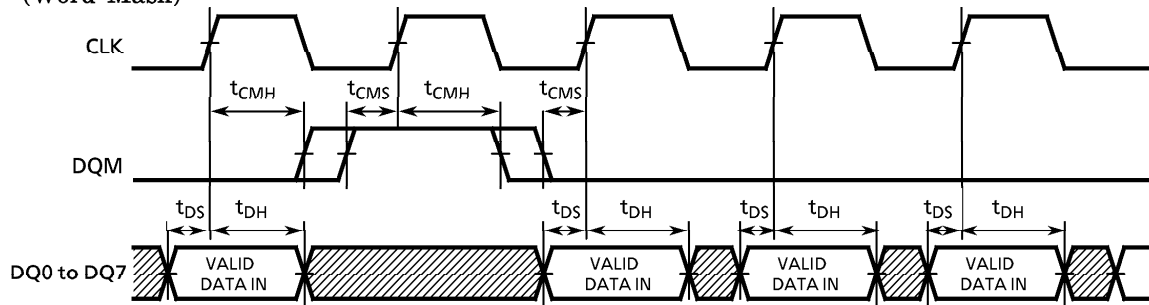 (Word Mask)
CLK
tCMH tCMS tCMH tCMS
DQM
tDS tDH tDS tDH tDS tDH tDS tDH
DQ0 to DQ7
VALID DATA IN
VALID DATA IN
VALID DATA IN
VALID DATA IN